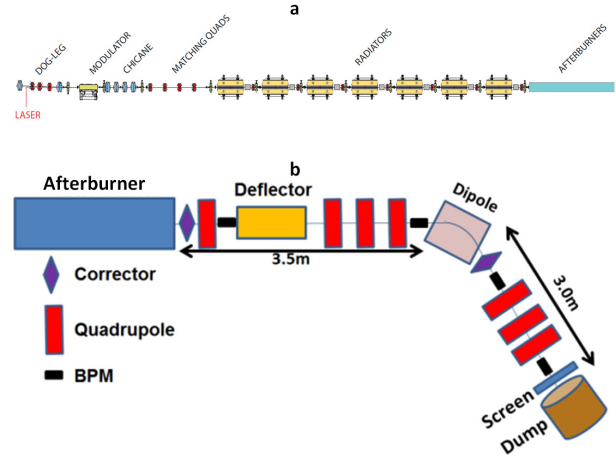 a
DOG-LEG
MODULATOR
CHICANE
MATCHING QUADS
RADIATORS
AFTERBURNERS
LASER
b
Afterburner
Deflector
Dipole
3.5m
Corrector
3.0m
Quadrupole
BPM
Screen
Dump